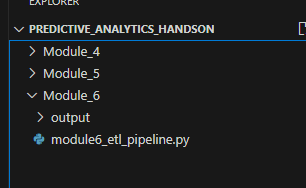 EXPLORER
PREDICTIVE_ANALYTICS_HANDSON
Module_4
Module_5
Module_6
output
module6_etl_pipeline.py